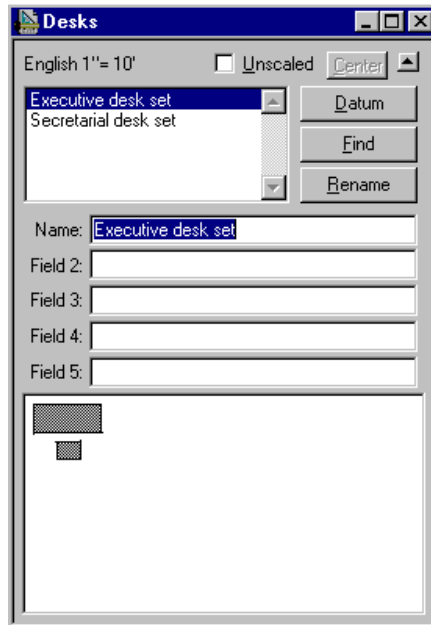 Desks
English 1"= 10'
Unscaled
Center
Executive desk set
Secretarial desk set
Datum
Find
Rename
Name: Executive desk set
Field 2:
Field 3:
Field 4:
Field 5: